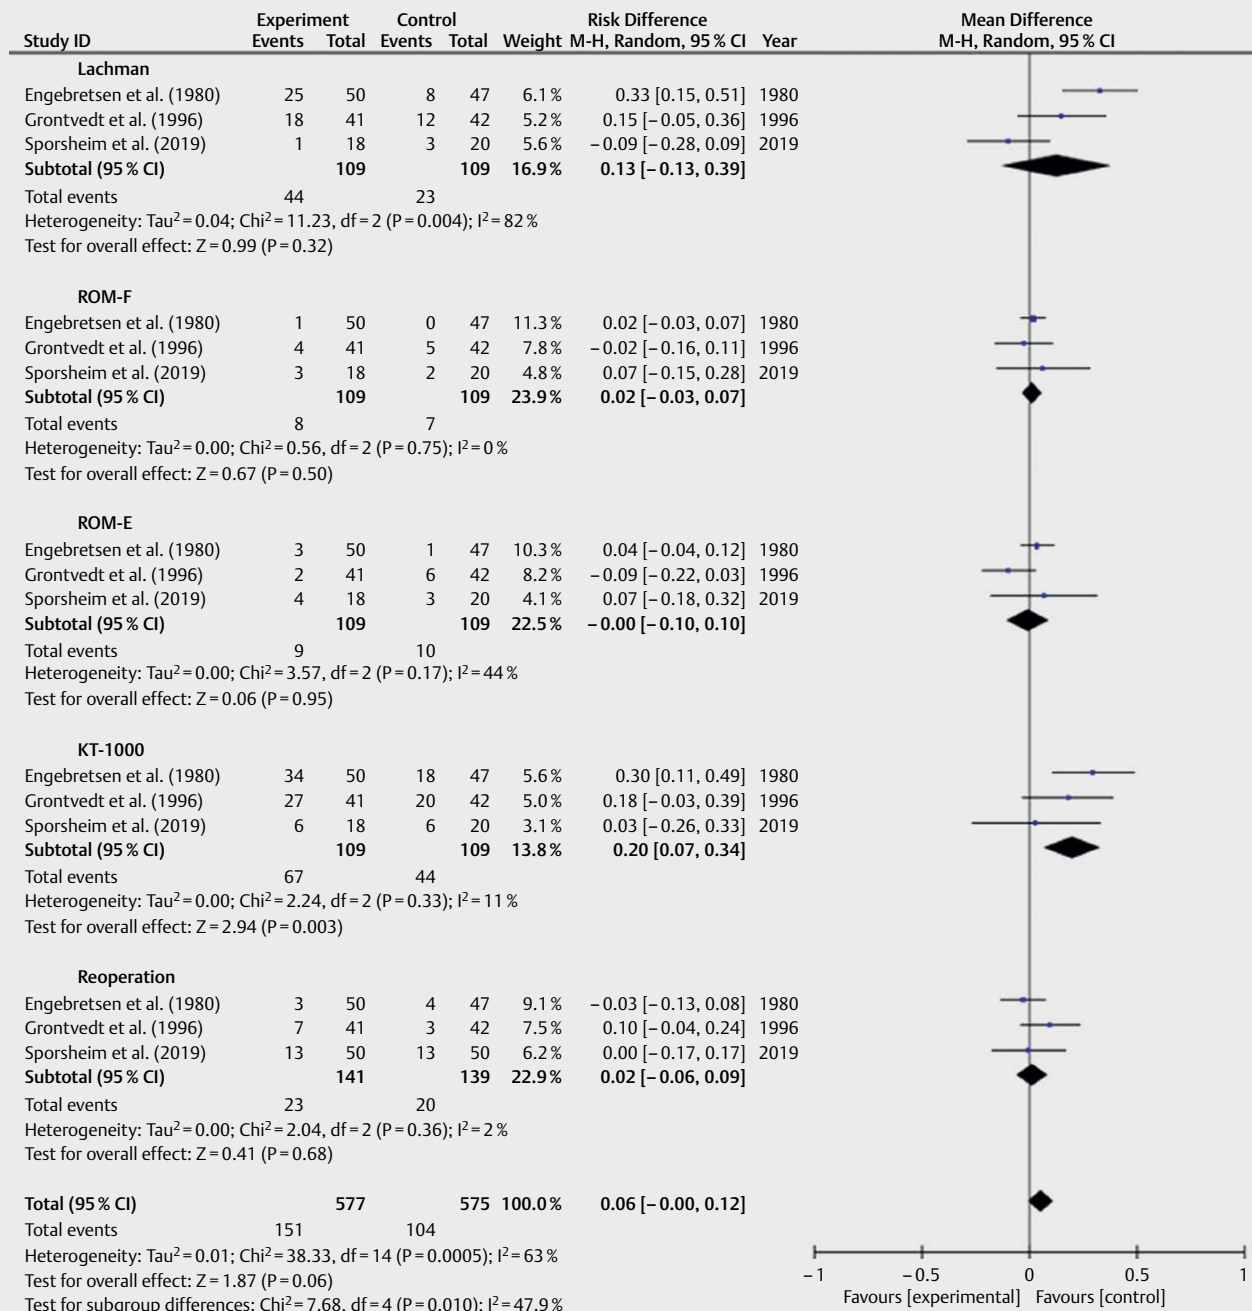 Experiment Control Risk Difference Mean Difference
Study ID Events Total Events Total Weight M-H, Random, 95 % CI Year M-H, Random, 95 % CI
Lachman
Engebretsen et al. (1980) 25 50 8 47 6.1 % 0.33 [0.15, 0.51] 1980
Grontvedt et al. (1996) 18 41 12 42 5.2 % 0.15 [−0.05, 0.36] 1996
Sporsheim et al. (2019) 1 18 3 20 5.6 % −0.09 [−0.28, 0.09] 2019
Subtotal (95 % CI) 109 109 16.9 % 0.13 [−0.13, 0.39]
Total events 44 23
Heterogeneity: Tau² = 0.04; Chi² = 11.23, df = 2 (P = 0.004); I² = 82 %
Test for overall effect: Z = 0.99 (P = 0.32)
ROM-F
Engebretsen et al. (1980) 1 50 0 47 11.3 % 0.02 [−0.03, 0.07] 1980
Grontvedt et al. (1996) 4 41 5 42 7.8 % −0.02 [−0.16, 0.11] 1996
Sporsheim et al. (2019) 3 18 2 20 4.8 % 0.07 [−0.15, 0.28] 2019
Subtotal (95 % CI) 109 109 23.9 % 0.02 [−0.03, 0.07]
Total events 8 7
Heterogeneity: Tau² = 0.00; Chi² = 0.56, df = 2 (P = 0.75); I² = 0 %
Test for overall effect: Z = 0.67 (P = 0.50)
ROM-E
Engebretsen et al. (1980) 3 50 1 47 10.3 % 0.04 [−0.04, 0.12] 1980
Grontvedt et al. (1996) 2 41 6 42 8.2 % −0.09 [−0.22, 0.03] 1996
Sporsheim et al. (2019) 4 18 3 20 4.1 % 0.07 [−0.18, 0.32] 2019
Subtotal (95 % CI) 109 109 22.5 % −0.00 [−0.10, 0.10]
Total events 9 10
Heterogeneity: Tau² = 0.00; Chi² = 3.57, df = 2 (P = 0.17); I² = 44 %
Test for overall effect: Z = 0.06 (P = 0.95)
KT-1000
Engebretsen et al. (1980) 34 50 18 47 5.6 % 0.30 [0.11, 0.49] 1980
Grontvedt et al. (1996) 27 41 20 42 5.0 % 0.18 [−0.03, 0.39] 1996
Sporsheim et al. (2019) 6 18 6 20 3.1 % 0.03 [−0.26, 0.33] 2019
Subtotal (95 % CI) 109 109 13.8 % 0.20 [0.07, 0.34]
Total events 67 44
Heterogeneity: Tau² = 0.00; Chi² = 2.24, df = 2 (P = 0.33); I² = 11 %
Test for overall effect: Z = 2.94 (P = 0.003)
Reoperation
Engebretsen et al. (1980) 3 50 4 47 9.1 % −0.03 [−0.13, 0.08] 1980
Grontvedt et al. (1996) 7 41 3 42 7.5 % 0.10 [−0.04, 0.24] 1996
Sporsheim et al. (2019) 13 50 13 50 6.2 % 0.00 [−0.17, 0.17] 2019
Subtotal (95 % CI) 141 139 22.9 % 0.02 [−0.06, 0.09]
Total events 23 20
Heterogeneity: Tau² = 0.00; Chi² = 2.04, df = 2 (P = 0.36); I² = 2 %
Test for overall effect: Z = 0.41 (P = 0.68)
Total (95 % CI) 577 575 100.0 % 0.06 [−0.00, 0.12]
Total events 151 104
Heterogeneity: Tau² = 0.01; Chi² = 38.33, df = 14 (P = 0.0005); I² = 63 %
Test for overall effect: Z = 1.87 (P = 0.06)
Test for subgroup differences: Chi² = 7.68, df = 4 (P = 0.010); I² = 47.9 %
−1 −0.5 0 0.5 1
Favours [experimental] Favours [control]